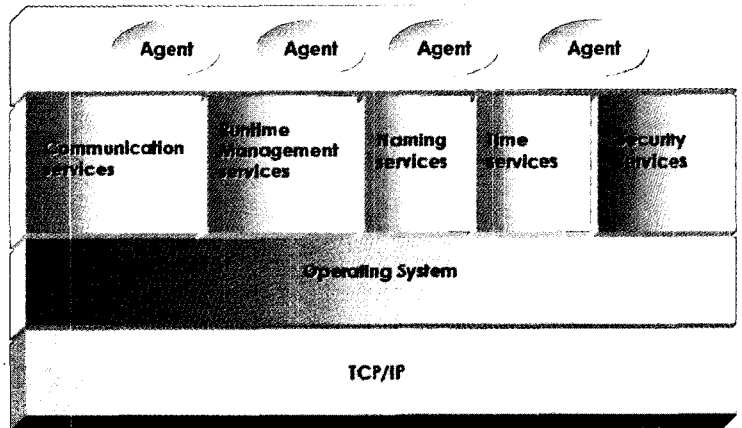 Agent Agent Agent Agent
Communication
services
Runtime
Management
services
Naming
services
Time
services
Security
services
Operating System
TCP/IP